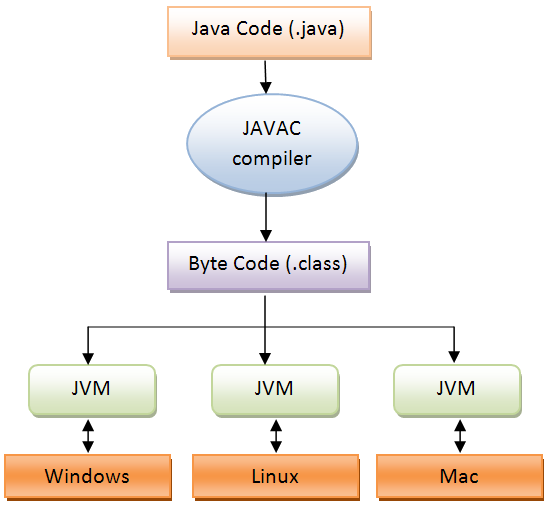 Java Code (.java)
JAVAC
compiler
Byte Code (.class)
JVM
JVM
JVM
Windows
Linux
Mac